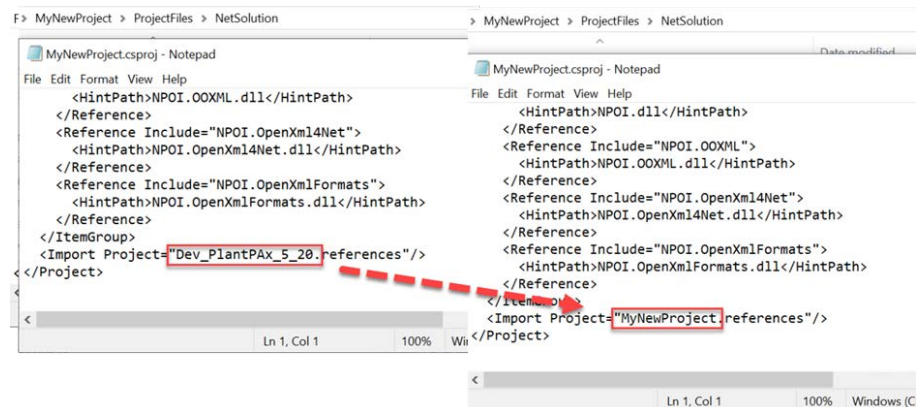 > MyNewProject > ProjectFiles > NetSolution
MyNewProject.csproj - Notepad
File Edit Format View Help
<HintPath>NPOI.OOXML.dll</HintPath>
</Reference>
<Reference Include="NPOI.OpenXml4Net">
<HintPath>NPOI.OpenXml4Net.dll</HintPath>
</Reference>
<Reference Include="NPOI.OpenXmlFormats">
<HintPath>NPOI.OpenXmlFormats.dll</HintPath>
</Reference>
</ItemGroup>
<Import Project="Dev_PlantPAx_5_20.references"/>
</Project>
Ln 1, Col 1 100%
> MyNewProject > ProjectFiles > NetSolution
Date modified
MyNewProject.csproj - Notepad
File Edit Format View Help
<HintPath>NPOI.dll</HintPath>
</Reference>
<Reference Include="NPOI.OOXML">
<HintPath>NPOI.OOXML.dll</HintPath>
</Reference>
<Reference Include="NPOI.OpenXml4Net">
<HintPath>NPOI.OpenXml4Net.dll</HintPath>
</Reference>
<Reference Include="NPOI.OpenXmlFormats">
<HintPath>NPOI.OpenXmlFormats.dll</HintPath>
</Reference>
</ItemGroup>
<Import Project="MyNewProject.references"/>
</Project>
Ln 1, Col 1 100% Windows (C